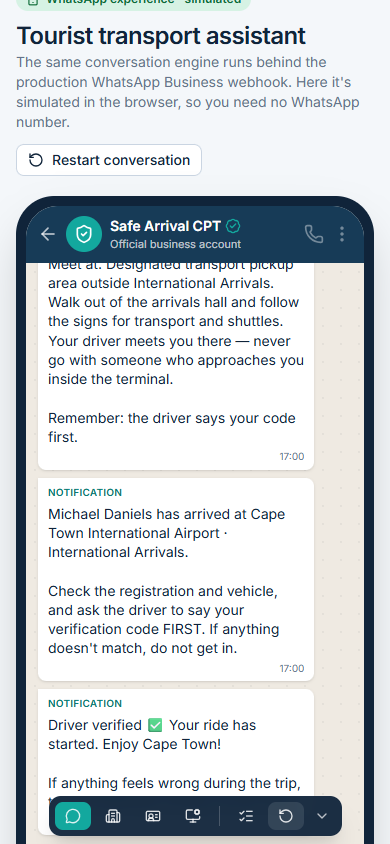 WhatsApp experience · simulated
Tourist transport assistant
The same conversation engine runs behind the
production WhatsApp Business webhook. Here it's
simulated in the browser, so you need no WhatsApp
number.
Restart conversation
Safe Arrival CPT
Official business account
Meet at: Designated transport pickup
area outside International Arrivals.
Walk out of the arrivals hall and follow
the signs for transport and shuttles.
Your driver meets you there — never
go with someone who approaches you
inside the terminal.
Remember: the driver says your code
first.
17:00
NOTIFICATION
Michael Daniels has arrived at Cape
Town International Airport ·
International Arrivals.
Check the registration and vehicle,
and ask the driver to say your
verification code FIRST. If anything
doesn't match, do not get in.
17:00
NOTIFICATION
Driver verified ✅ Your ride has
started. Enjoy Cape Town!
If anything feels wrong during the trip,